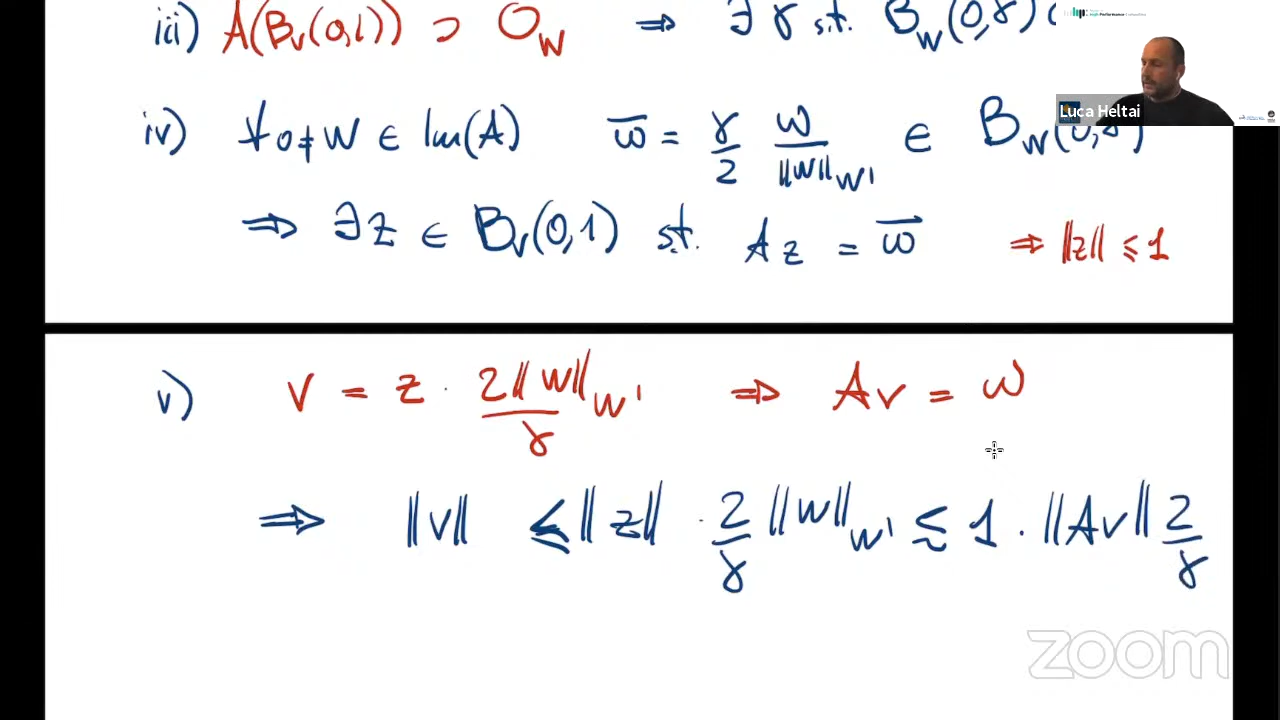 iii) A(B_V(0,1)) ⊃ O_W ⇒ ∃ γ s.t. B_W(0,γ)
Luca Heltai
iv) ∀ 0 ≠ w ∈ Im(A) w̄ = γ/2 w/‖w‖_W' ∈ B_W(0,γ)
⇒ ∃ z ∈ B_V(0,1) s.t. A z = w̄ ⇒ ‖z‖ ≤ 1
v) v = z · 2‖w‖_W'/γ ⇒ Av = w
⇒ ‖v‖ ≤ ‖z‖ · 2/γ ‖w‖_W' ≤ 1 · ‖Av‖ 2/γ
zoom